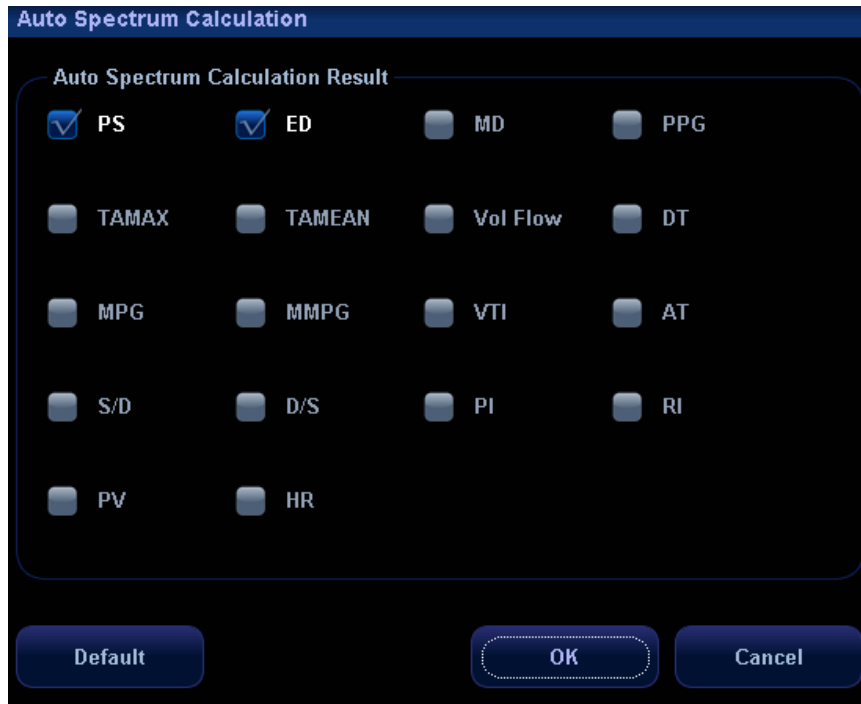 Auto Spectrum Calculation
Auto Spectrum Calculation Result
PS ED MD PPG
TAMAX TAMEAN Vol Flow DT
MPG MMPG VTI AT
S/D D/S PI RI
PV HR
Default OK Cancel